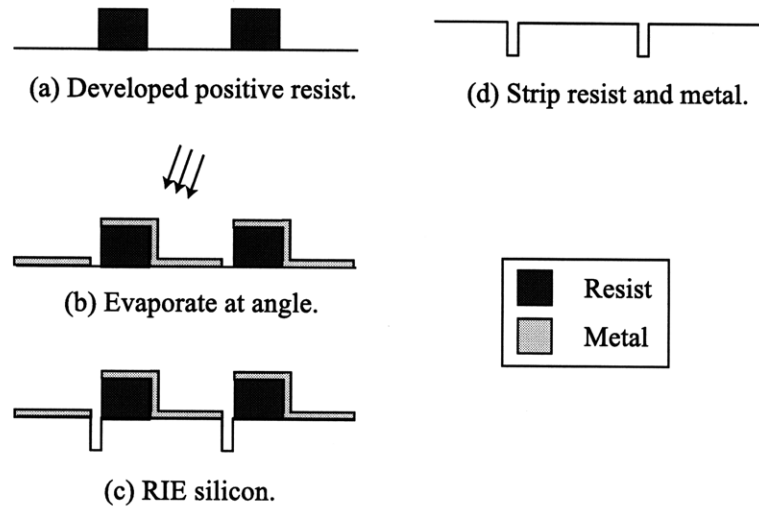 (a) Developed positive resist.
(b) Evaporate at angle.
(c) RIE silicon.
(d) Strip resist and metal.
Resist
Metal